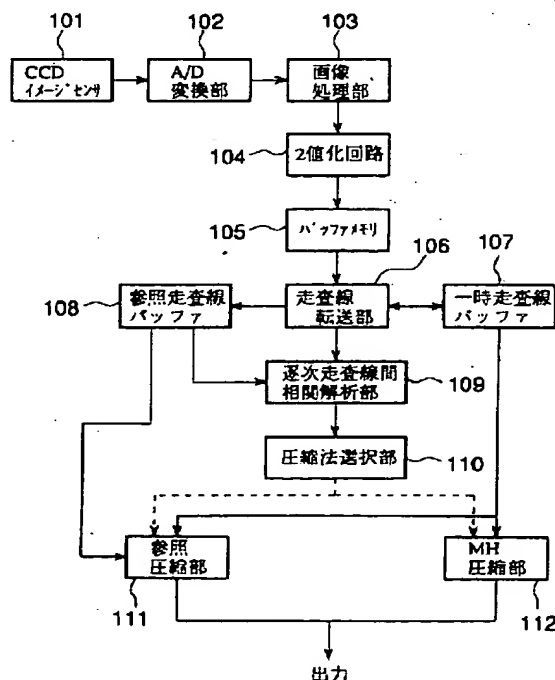 101
102
103
CCD
イメージセンサ
A/D
変換部
画像
処理部
104
2値化回路
105
バッファメモリ
106
107
108
参照走査線
バッファ
走査線
転送部
一時走査線
バッファ
逐次走査線間
相関解析部
109
圧縮法選択部
110
参照
圧縮部
MH
圧縮部
111
112
出力